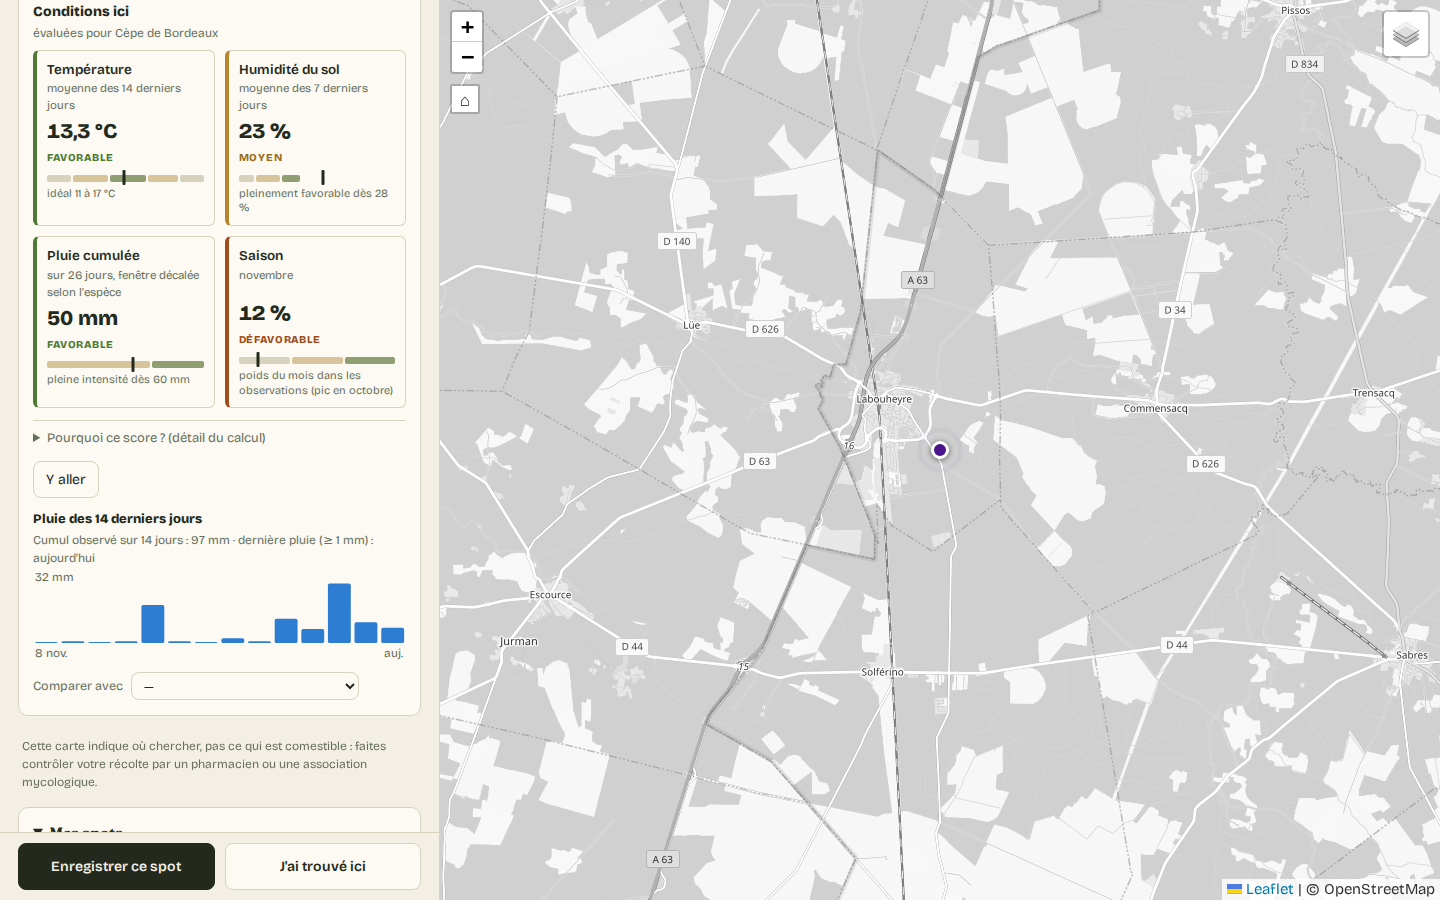 Conditions ici
évaluées pour Cèpe de Bordeaux
Température
moyenne des 14 derniers
jours
13,3 °C
FAVORABLE
idéal 11 à 17 °C
Humidité du sol
moyenne des 7 derniers
jours
23 %
MOYEN
pleinement favorable dès 28
%
Pluie cumulée
sur 26 jours, fenêtre décalée
selon l'espèce
50 mm
FAVORABLE
pleine intensité dès 60 mm
Saison
novembre
12 %
DÉFAVORABLE
poids du mois dans les
observations (pic en octobre)
Pourquoi ce score ? (détail du calcul)
Y aller
Pluie des 14 derniers jours
Cumul observé sur 14 jours : 97 mm · dernière pluie (≥ 1 mm) :
aujourd'hui
32 mm
8 nov.
auj.
Comparer avec
—
Cette carte indique où chercher, pas ce qui est comestible : faites
contrôler votre récolte par un pharmacien ou une association
mycologique.
Enregistrer ce spot
J'ai trouvé ici
+
−
Pissos
D 834
D 140
A 63
D 34
Lüe
D 626
Labouheyre
Commensacq
Trensacq
16
D 63
D 626
Escource
Jurman
D 44
15
Solférino
D 44
Sabres
A 63
Leaflet | © OpenStreetMap